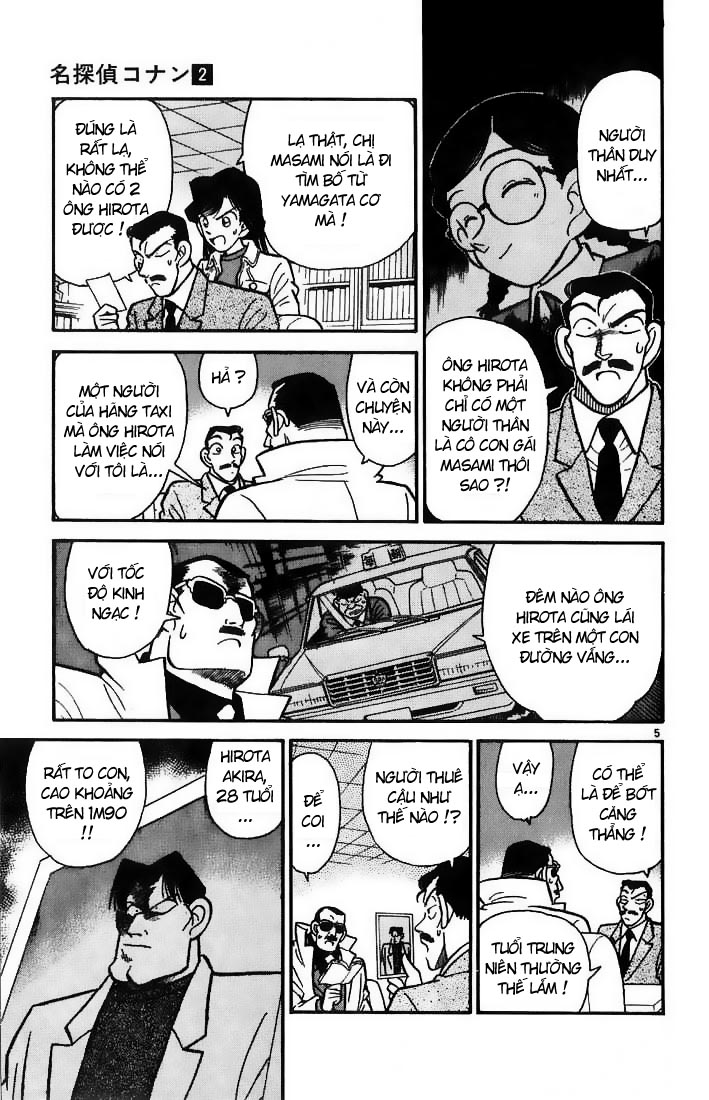 名探偵コナン2
NGƯỜI
THÂN DUY
NHẤT...
ÔNG HIROTA
KHÔNG PHẢI
CHỈ CÓ MỘT
NGƯỜI THÂN
LÀ CÔ CON GÁI
MASAMI THÔI
SAO ?!
LẠ THẬT, CHỊ
MASAMI NÓI LÀ ĐI
TÌM BỐ TỪ
YAMAGATA CƠ
MÀ !
ĐÚNG LÀ
RẤT LẠ,
KHÔNG THỂ
NÀO CÓ 2
ÔNG HIROTA
ĐƯỢC !
VÀ CÒN
CHUYỆN
NÀY...
HẢ ?
MỘT NGƯỜI
CỦA HÃNG TAXI
MÀ ÔNG HIROTA
LÀM VIỆC NÓI
VỚI TÔI LÀ...
ĐÊM NÀO ÔNG
HIROTA CŨNG LÁI
XE TRÊN MỘT CON
ĐƯỜNG VẮNG...
VỚI TỐC
ĐỘ KINH
NGẠC !
5
CÓ THỂ
LÀ ĐỂ BỚT
CĂNG
THẲNG !
VẬY
Ạ...
TUỔI TRUNG
NIÊN THƯỜNG
THẾ LẮM !
NGƯỜI THUÊ
CẬU NHƯ
THẾ NÀO !?
ĐỂ
COI
...
HIROTA
AKIRA,
28 TUỔI
...
RẤT TO CON,
CAO KHOẢNG
TRÊN 1M90
!!